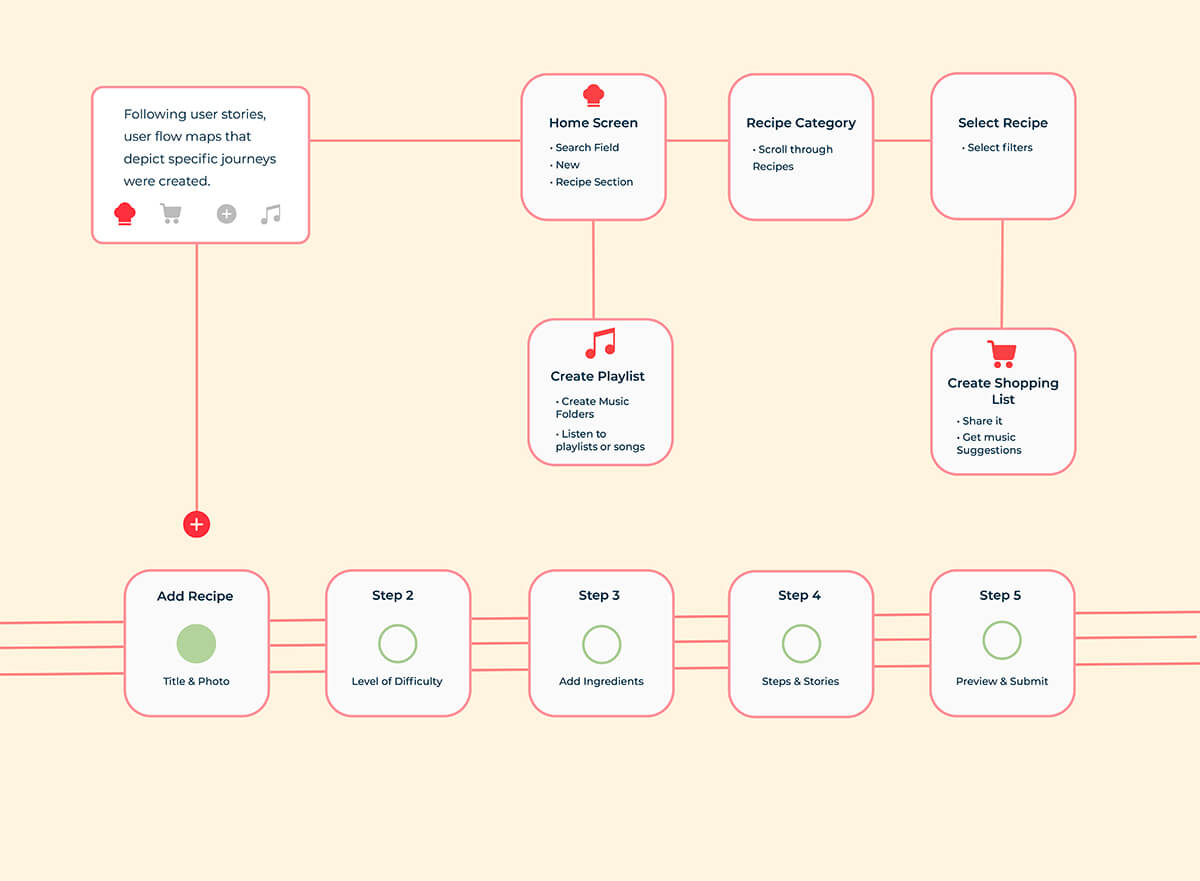 Following user stories,
user flow maps that
depict specific journeys
were created.
Home Screen
• Search Field
• New
• Recipe Section
Recipe Category
• Scroll through
Recipes
Select Recipe
• Select filters
Create Playlist
• Create Music
Folders
• Listen to
playlists or songs
Create Shopping
List
• Share it
• Get music
Suggestions
Add Recipe
Title & Photo
Step 2
Level of Difficulty
Step 3
Add Ingredients
Step 4
Steps & Stories
Step 5
Preview & Submit